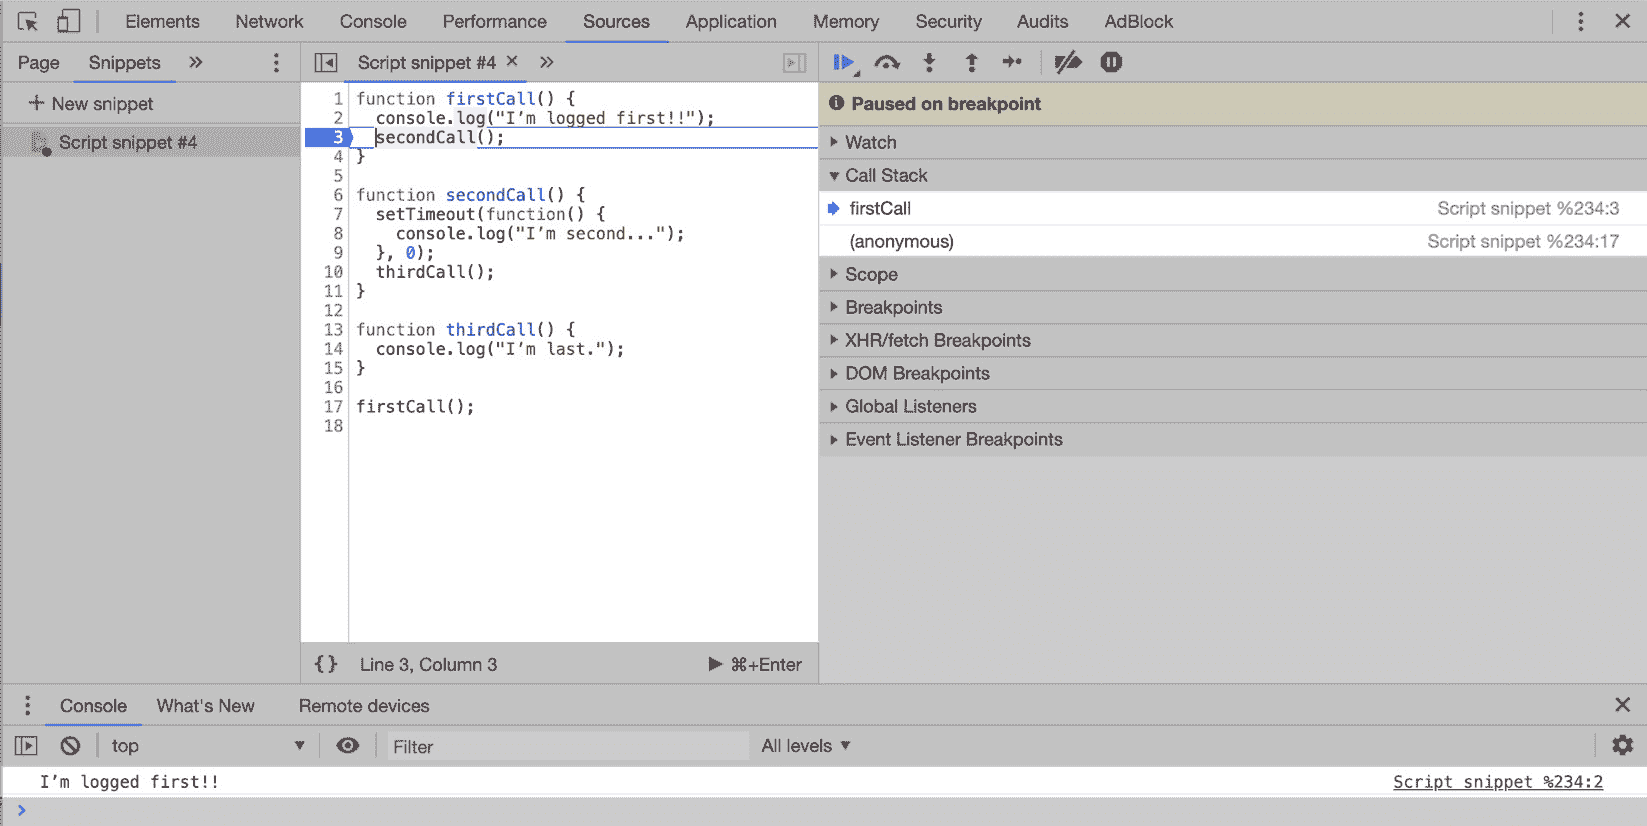 Elements Network Console Performance Sources Application Memory Security Audits AdBlock
Page Snippets »
+ New snippet
Script snippet #4
Script snippet #4 × »
1 function firstCall() {
2 console.log("I’m logged first!!");
3 secondCall();
4 }
5
6 function secondCall() {
7 setTimeout(function() {
8 console.log("I’m second...");
9 }, 0);
10 thirdCall();
11 }
12
13 function thirdCall() {
14 console.log("I’m last.");
15 }
16
17 firstCall();
18
{} Line 3, Column 3 ⌘+Enter
Paused on breakpoint
Watch
Call Stack
firstCall Script snippet %234:3
(anonymous) Script snippet %234:17
Scope
Breakpoints
XHR/fetch Breakpoints
DOM Breakpoints
Global Listeners
Event Listener Breakpoints
Console What's New Remote devices
top Filter All levels
I’m logged first!! Script snippet %234:2